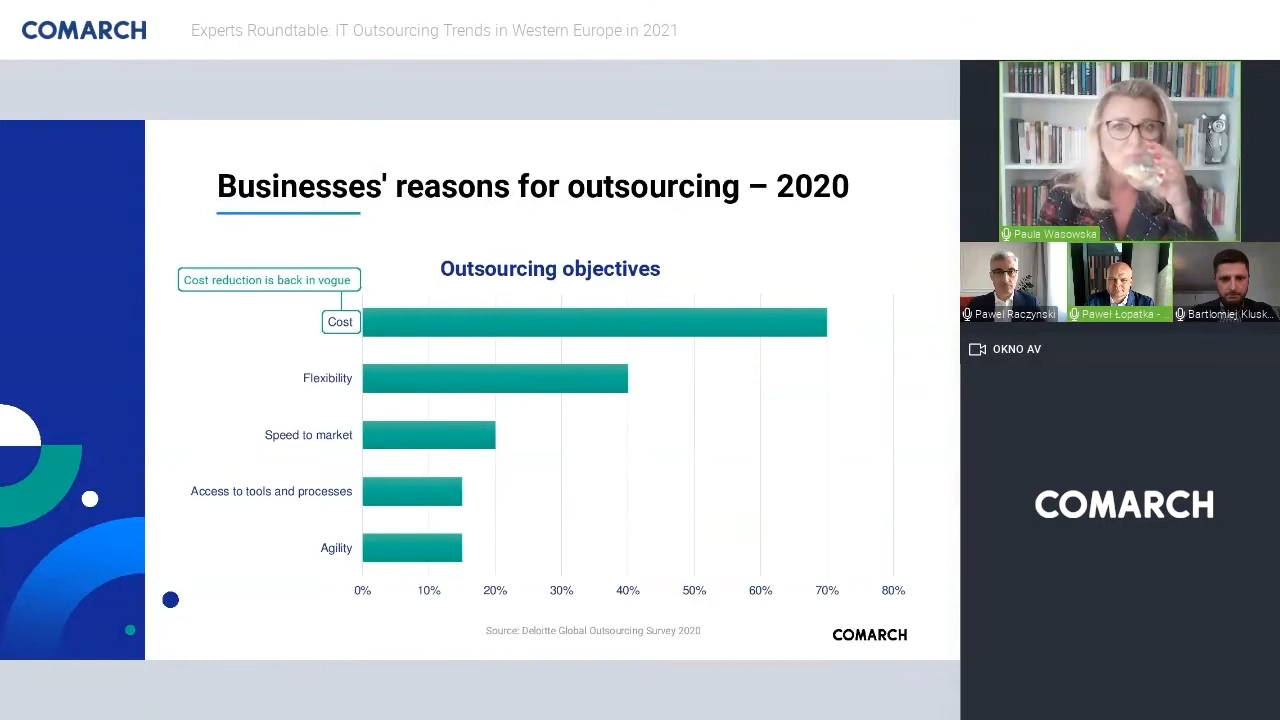 COMARCH
Experts Roundtable: IT Outsourcing Trends in Western Europe in 2021
Businesses' reasons for outsourcing – 2020
Outsourcing objectives
Cost reduction is back in vogue
Cost
Flexibility
Speed to market
Access to tools and processes
Agility
0% 10% 20% 30% 40% 50% 60% 70% 80%
Source: Deloitte Global Outsourcing Survey 2020
COMARCH
Paula Wasowska
Pawel Raczynski
Paweł Łopatka - ...
Bartlomiej Klusk...
OKNO AV
COMARCH